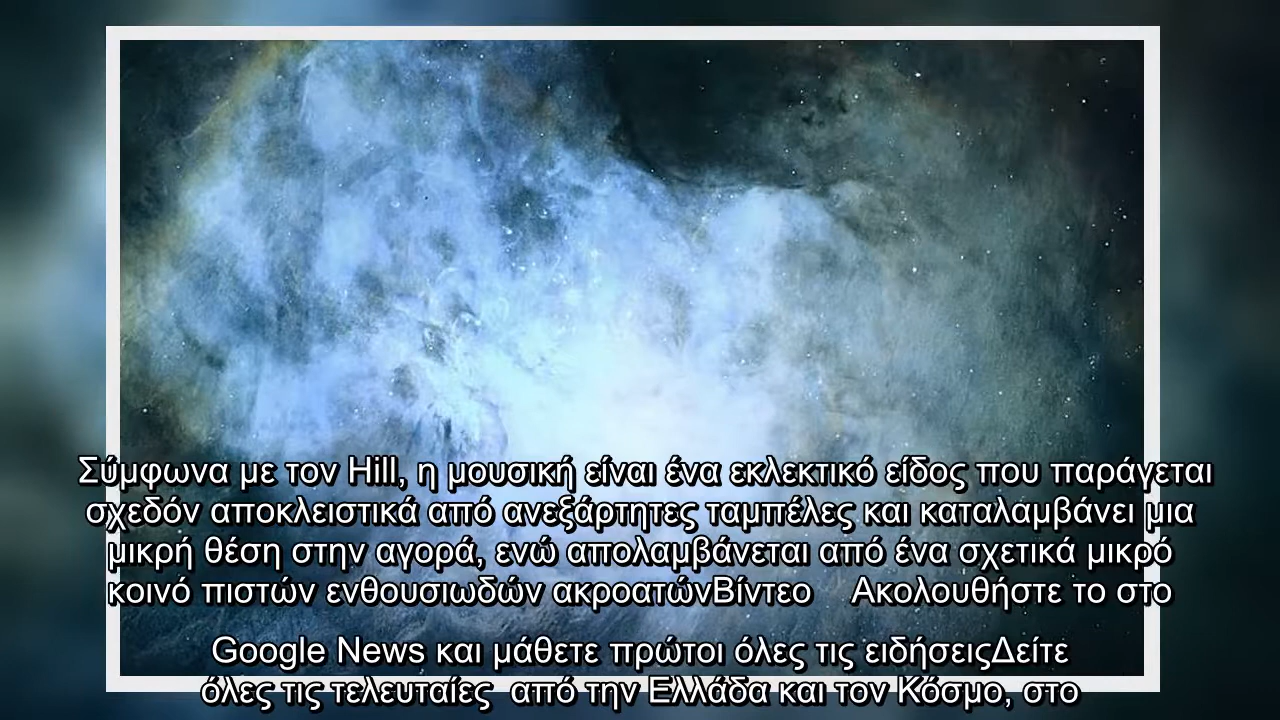 Σύμφωνα με τον Hill, η μουσική είναι ένα εκλεκτικό είδος που παράγεται
σχεδόν αποκλειστικά από ανεξάρτητες ταμπέλες και καταλαμβάνει μια
μικρή θέση στην αγορά, ενώ απολαμβάνεται από ένα σχετικά μικρό
κοινό πιστών ενθουσιωδών ακροατώνΒίντεο    Ακολουθήστε το στο
Google News και μάθετε πρώτοι όλες τις ειδήσειςΔείτε
όλες τις τελευταίες  από την Ελλάδα και τον Κόσμο, στο